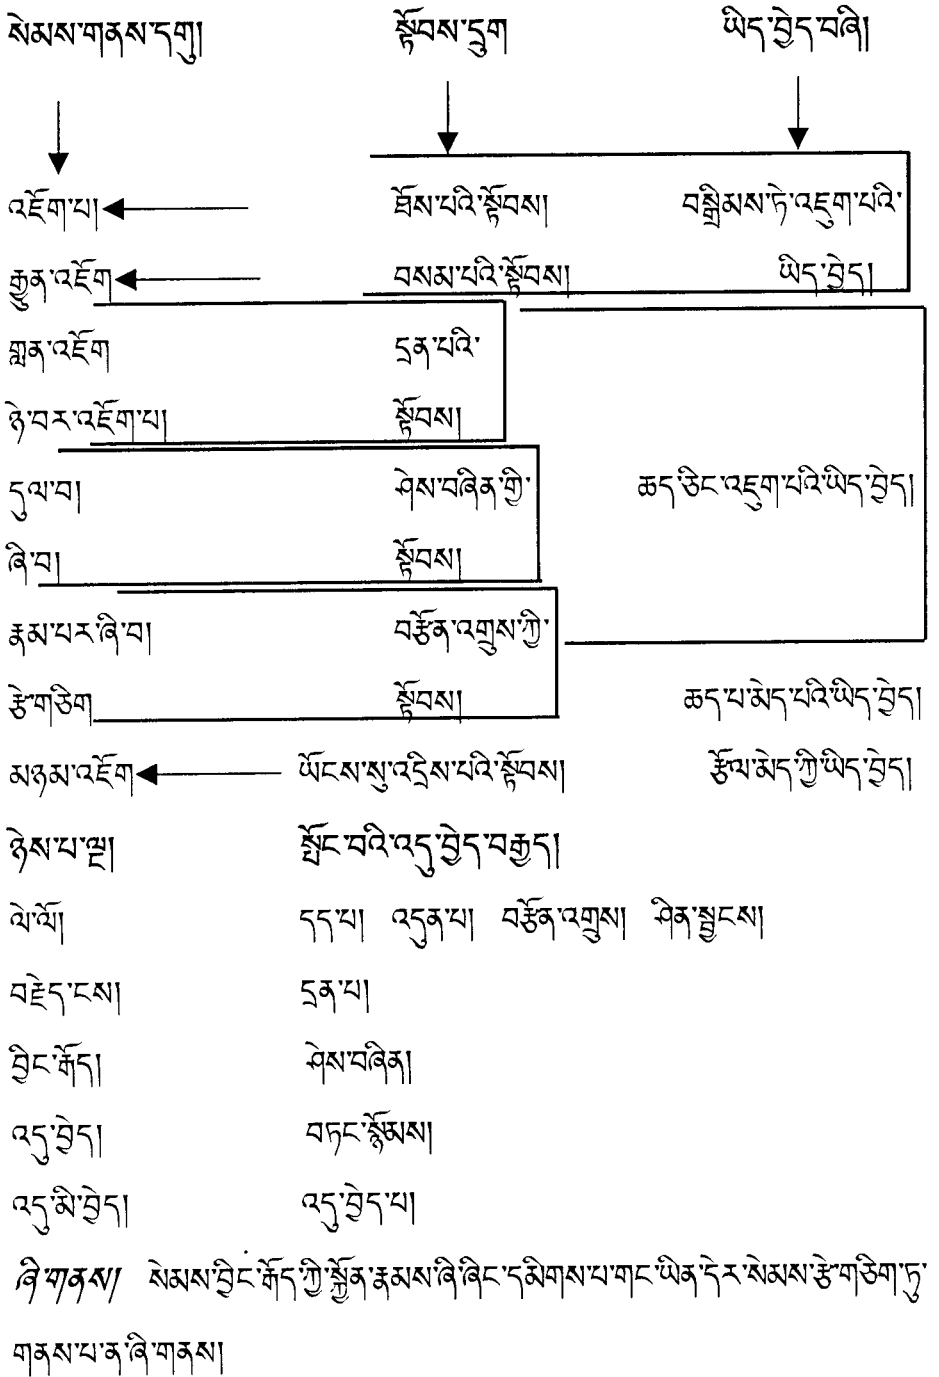 སེམས་གནས་དགུ། སྟོབས་དྲུག ཡིད་བྱེད་བཞི།
འཇོག་པ། ཐོས་པའི་སྟོབས། བསྒྲིམས་ཏེ་འཇུག་པའི་
རྒྱུན་འཇོག བསམ་པའི་སྟོབས། ཡིད་བྱེད།
གླན་འཇོག དྲན་པའི་
ཉེ་བར་འཇོག་པ། སྟོབས།
དུལ་བ། ཤེས་བཞིན་གྱི་ ཆད་ཅིང་འཇུག་པའི་ཡིད་བྱེད།
ཞི་བ། སྟོབས།
རྣམ་པར་ཞི་བ། བརྩོན་འགྲུས་ཀྱི་
རྩེ་གཅིག སྟོབས། ཆད་པ་མེད་པའི་ཡིད་བྱེད།
མཉམ་འཇོག ཡོངས་སུ་འདྲིས་པའི་སྟོབས། རྩོལ་མེད་ཀྱི་ཡིད་བྱེད།
ཉེས་པ་ལྔ། སྤོང་བའི་འདུ་བྱེད་བརྒྱད།
ལེ་ལོ། དད་པ། འདུན་པ། བརྩོན་འགྲུས། ཤིན་སྦྱངས།
བརྗེད་ངས། དྲན་པ།
བྱིང་རྒོད། ཤེས་བཞིན།
འདུ་བྱེད། བཏང་སྙོམས།
འདུ་མི་བྱེད། འདུ་བྱེད་པ།
ཞི་གནས། སེམས་བྱིང་རྒོད་ཀྱི་སྐྱོན་རྣམས་ཞི་ཞིང་དམིགས་པ་གང་ཡིན་དེར་སེམས་རྩེ་གཅིག་ཏུ་
གནས་པ་ན་ཞི་གནས།